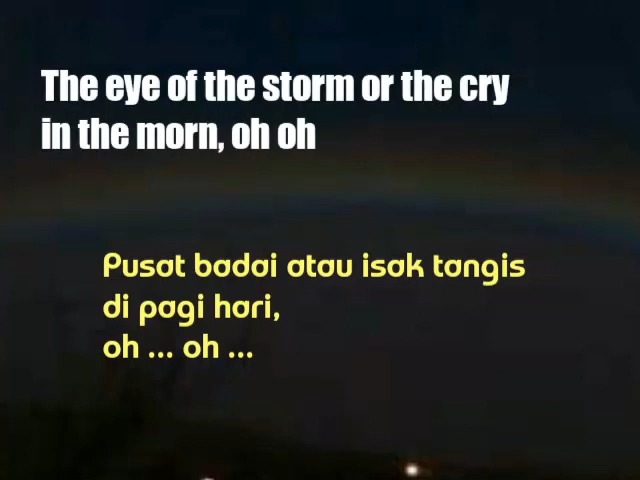 The eye of the storm or the cry
in the morn, oh oh
Pusat badai atau isak tangis
di pagi hari,
oh ... oh ...